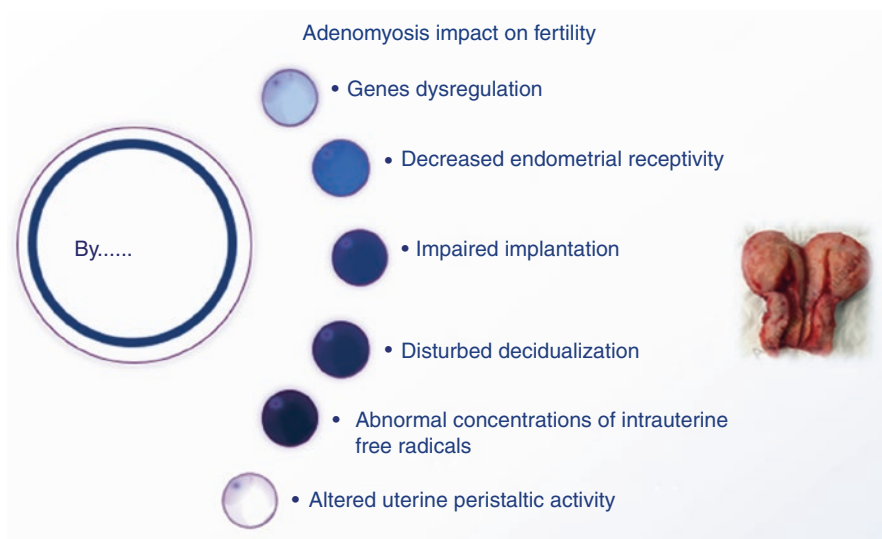 Adenomyosis impact on fertility
• Genes dysregulation
• Decreased endometrial receptivity
By......
• Impaired implantation
• Disturbed decidualization
• Abnormal concentrations of intrauterine
free radicals
• Altered uterine peristaltic activity